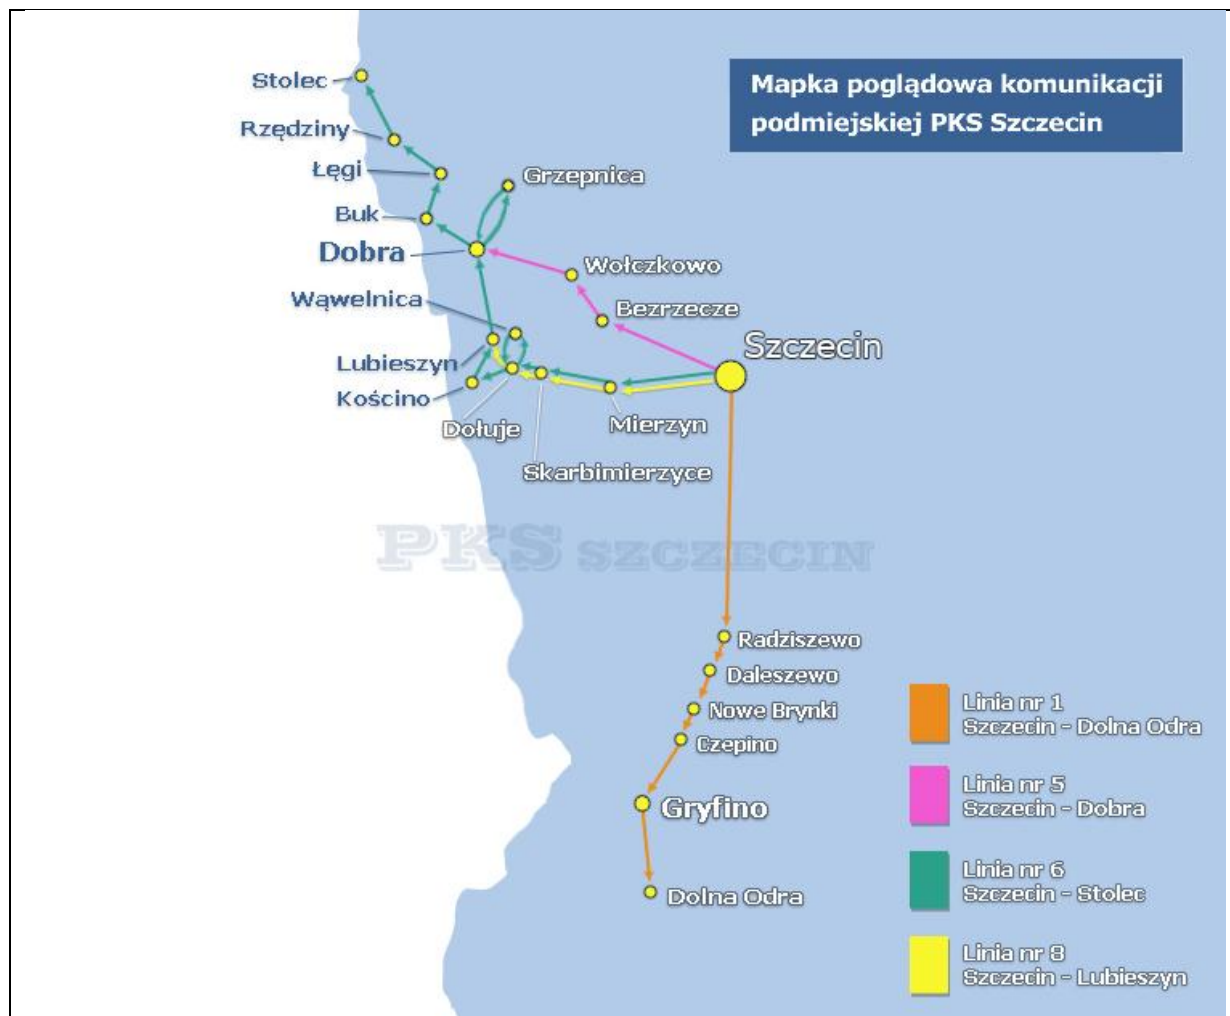 Mapka poglądowa komunikacji
podmiejskiej PKS Szczecin
Stolec
Rzędziny
Łęgi
Grzepnica
Buk
Dobra
Wołczkowo
Wąwelnica
Bezrzecze
Szczecin
Lubieszyn
Kościno
Dołuje
Mierzyn
Skarbimierzyce
PKS SZCZECIN
Radziszewo
Daleszewo
Nowe Brynki
Czepino
Gryfino
Dolna Odra
Linia nr 1
Szczecin - Dolna Odra
Linia nr 5
Szczecin - Dobra
Linia nr 6
Szczecin - Stolec
Linia nr 8
Szczecin - Lubieszyn